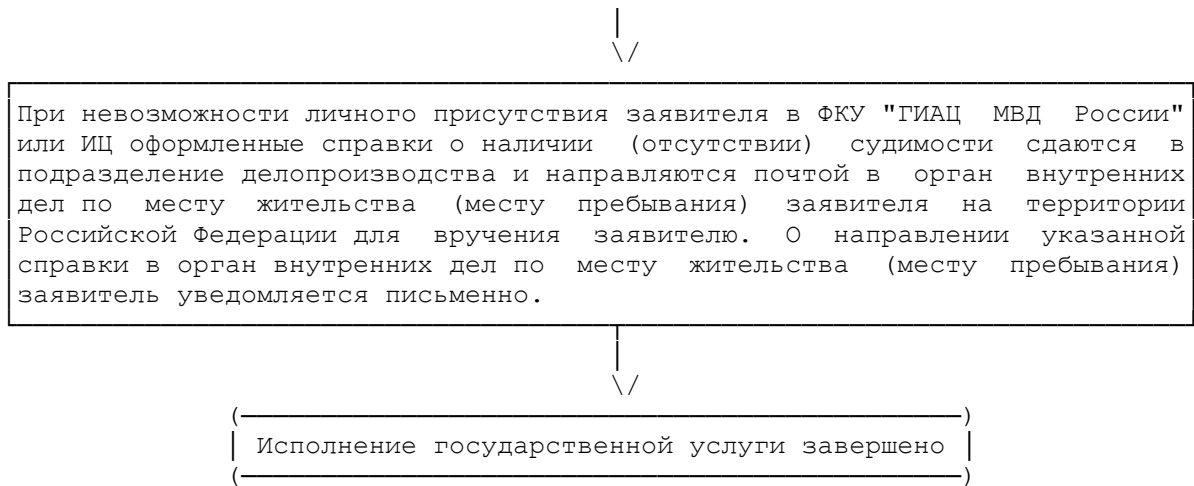 При невозможности личного присутствия заявителя в ФКУ "ГИАЦ МВД России"
или ИЦ оформленные справки о наличии (отсутствии) судимости сдаются в
подразделение делопроизводства и направляются почтой в орган внутренних
дел по месту жительства (месту пребывания) заявителя на территории
Российской Федерации для вручения заявителю. О направлении указанной
справки в орган внутренних дел по месту жительства (месту пребывания)
заявитель уведомляется письменно.
Исполнение государственной услуги завершено